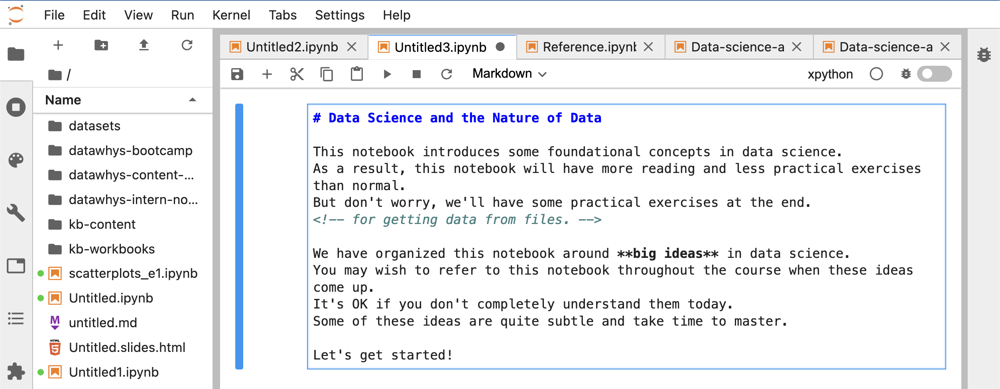 File Edit View Run Kernel Tabs Settings Help
Untitled2.ipynb Untitled3.ipynb Reference.ipynb Data-science-a Data-science-a
/
Markdown xpython
Name
datasets
datawhys-bootcamp
datawhys-content-...
datawhys-intern-no...
kb-content
kb-workbooks
scatterplots_e1.ipynb
Untitled.ipynb
M untitled.md
HTML 5 Untitled.slides.html
Untitled1.ipynb
# Data Science and the Nature of Data
This notebook introduces some foundational concepts in data science.
As a result, this notebook will have more reading and less practical exercises
than normal.
But don't worry, we'll have some practical exercises at the end.
<!-- for getting data from files. -->
We have organized this notebook around **big ideas** in data science.
You may wish to refer to this notebook throughout the course when these ideas
come up.
It's OK if you don't completely understand them today.
Some of these ideas are quite subtle and take time to master.
Let's get started!